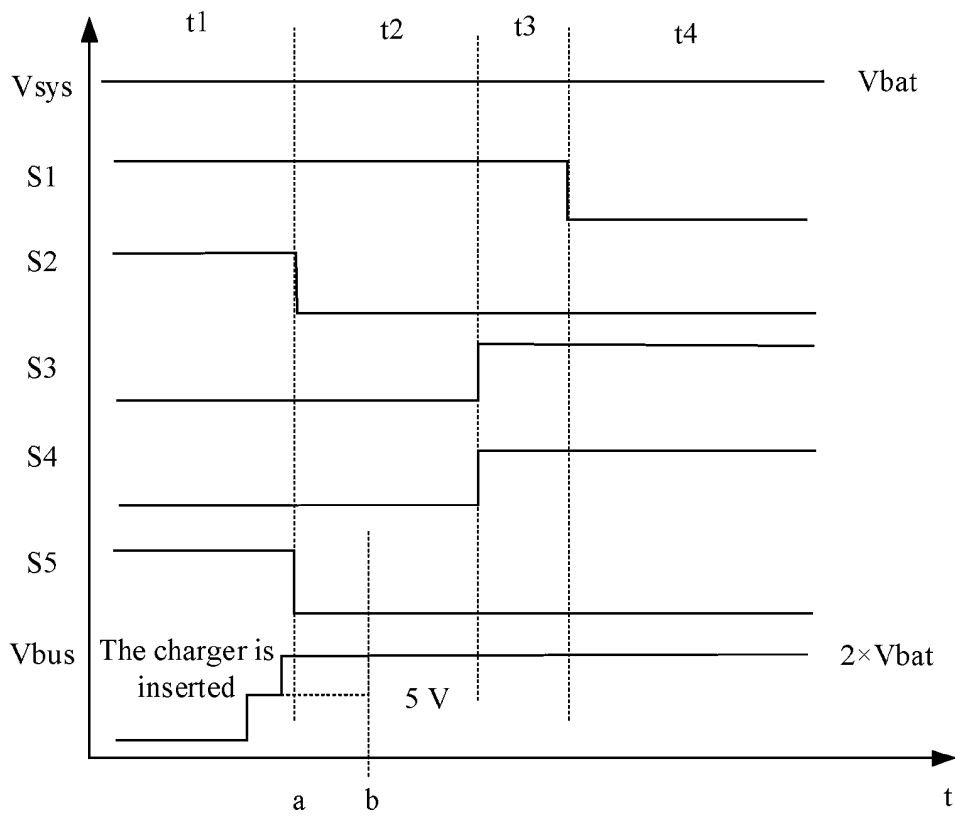 t1
t2
t3
t4
Vsys
Vbat
S1
S2
S3
S4
S5
Vbus
The charger is
inserted
5 V
2×Vbat
a
b
t